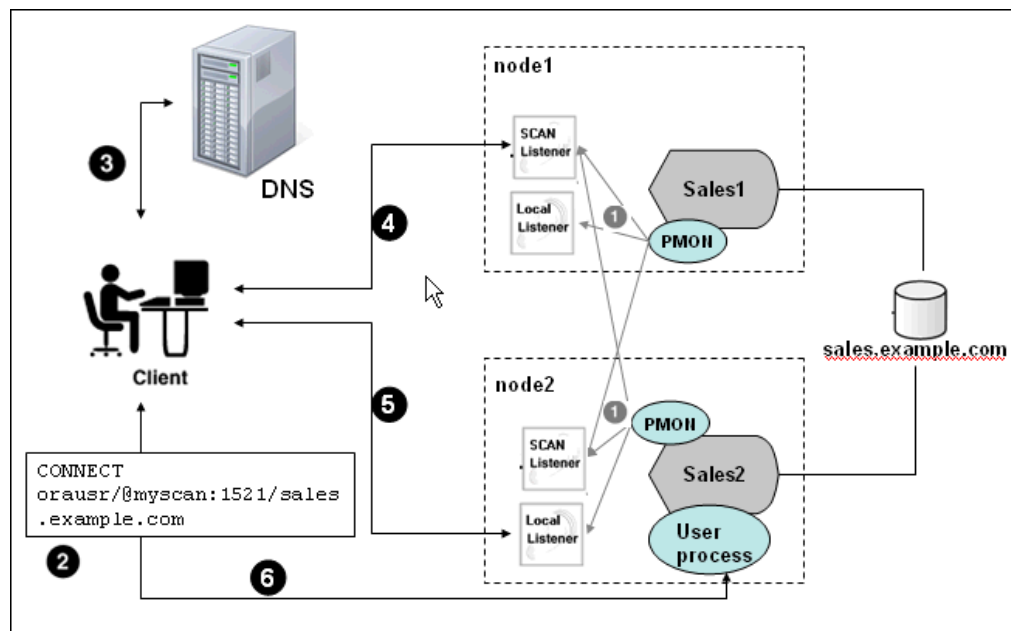 node1
SCAN
Listener
Local
Listener
Sales1
PMON
1
DNS
3
4
Client
sales.example.com
node2
5
1
PMON
SCAN
Listener
Sales2
Local
Listener
User
process
CONNECT
orausr/@myscan:1521/sales
.example.com
2
6